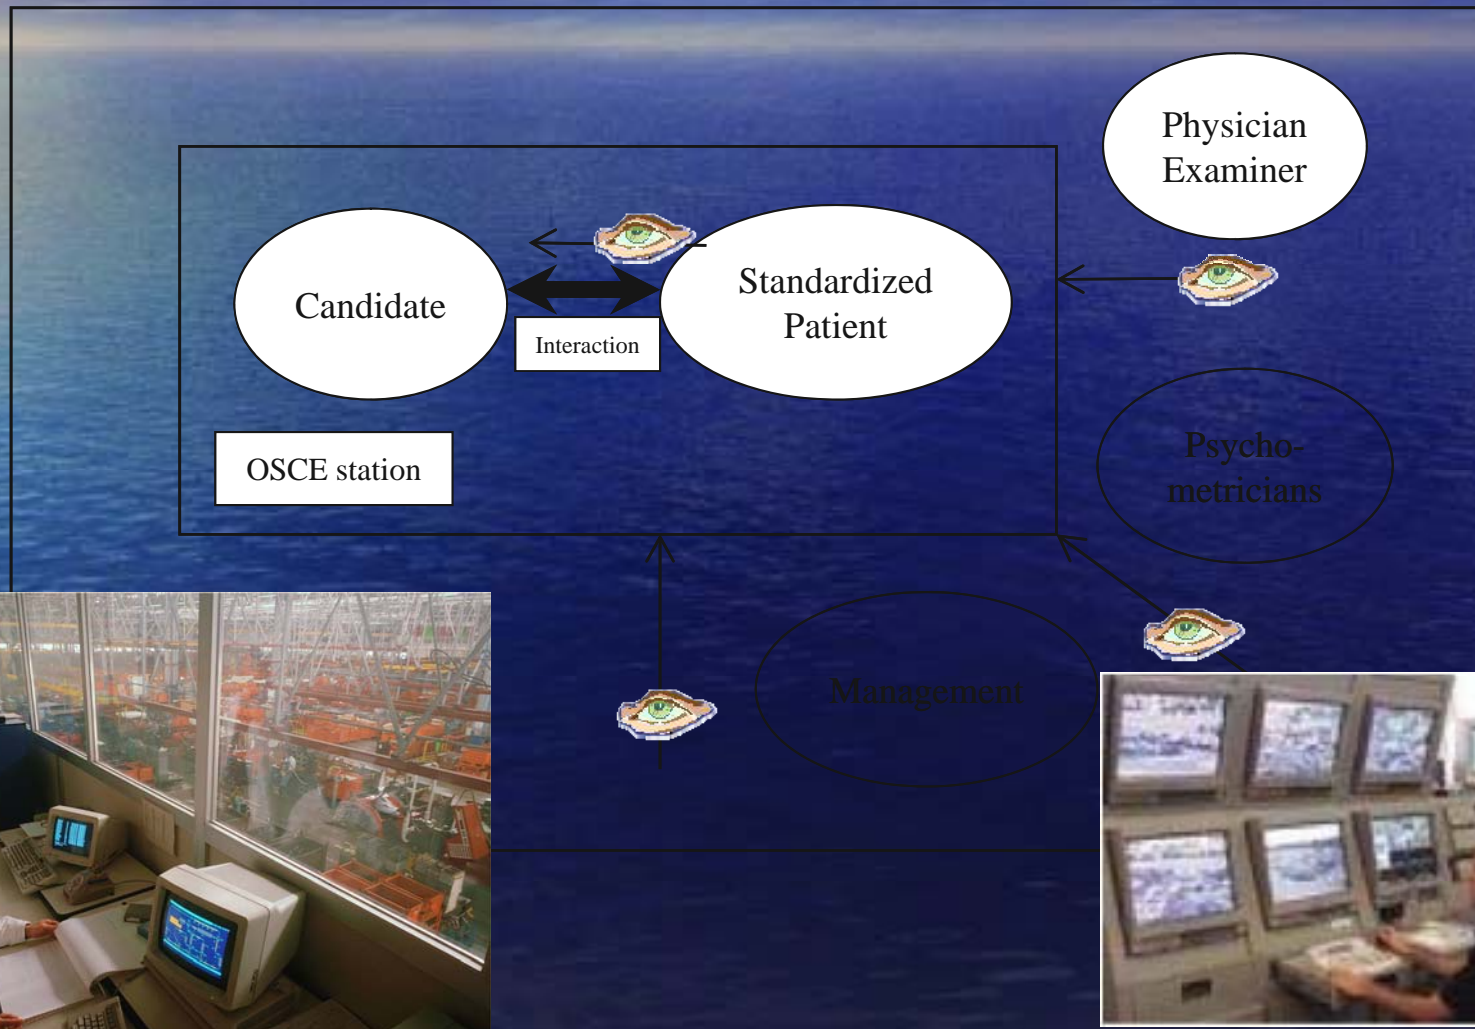 Physician
Examiner
Candidate
Standardized
Patient
Interaction
OSCE station
Psycho-
metricians
Management